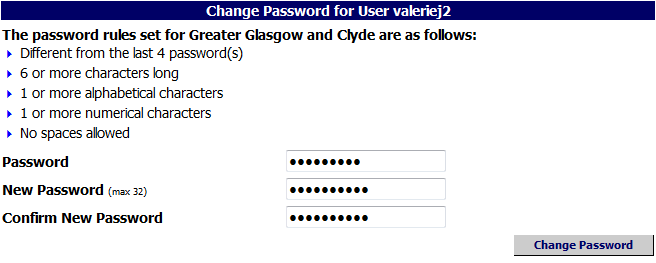 Change Password for User valeriej2
The password rules set for Greater Glasgow and Clyde are as follows:
Different from the last 4 password(s)
6 or more characters long
1 or more alphabetical characters
1 or more numerical characters
No spaces allowed
Password ●●●●●●●●●
New Password (max 32) ●●●●●●●●●●
Confirm New Password ●●●●●●●●●●
Change Password